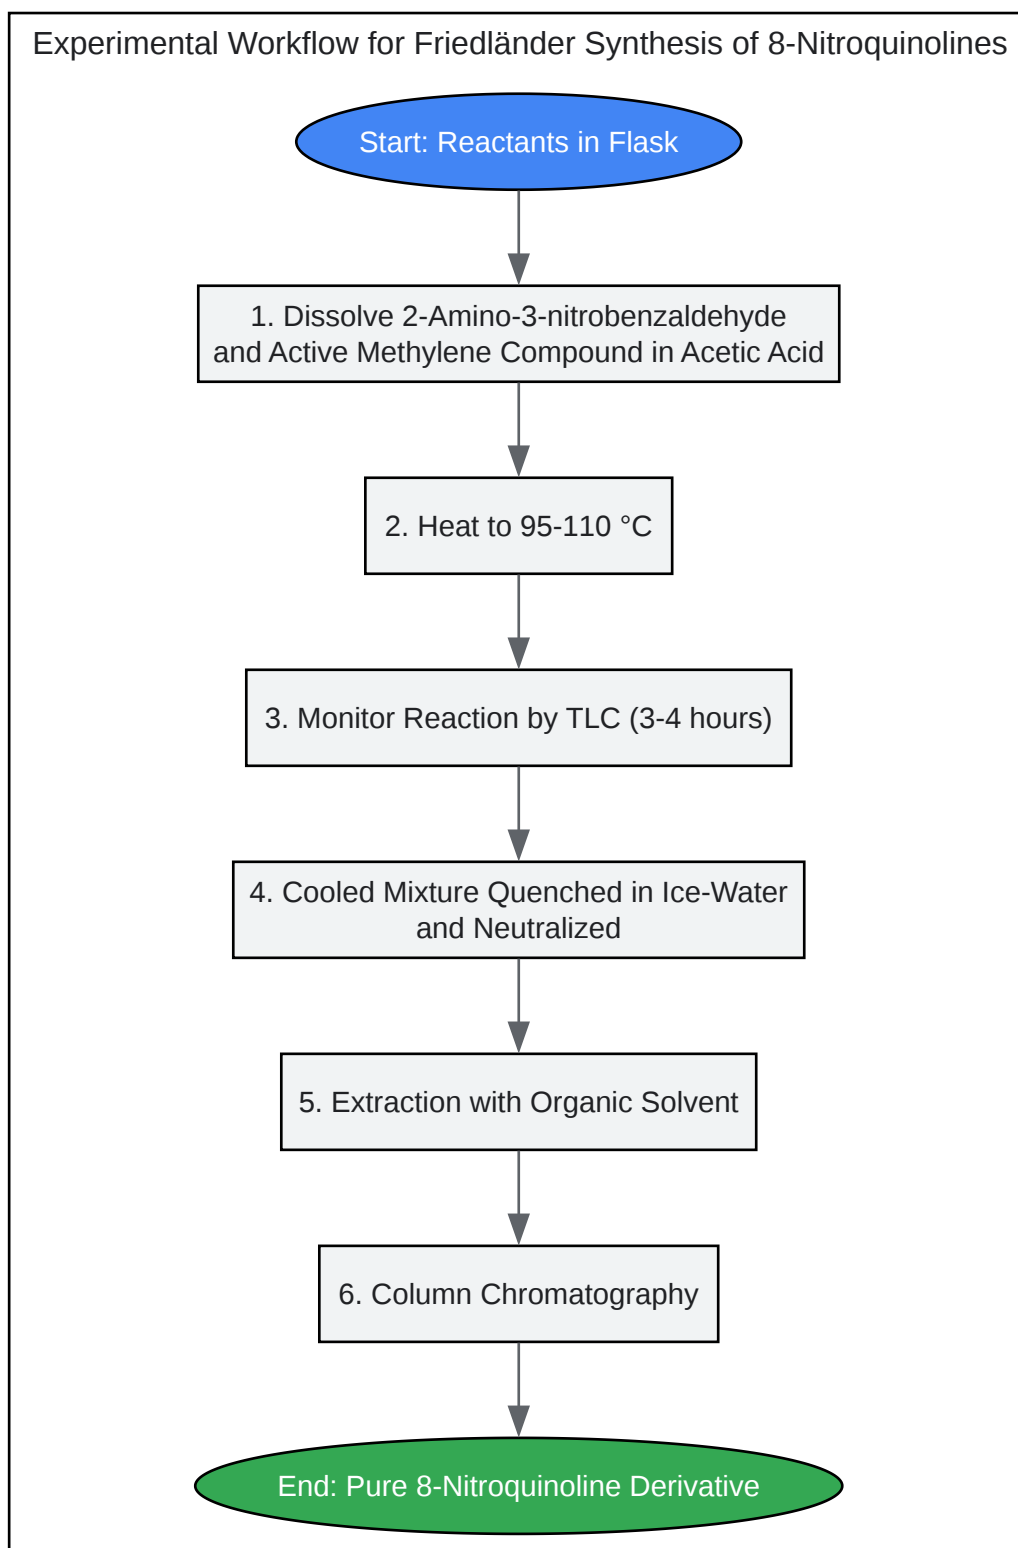 Experimental Workflow for Friedländer Synthesis of 8-Nitroquinolines
Start: Reactants in Flask
1. Dissolve 2-Amino-3-nitrobenzaldehyde
and Active Methylene Compound in Acetic Acid
2. Heat to 95-110 °C
3. Monitor Reaction by TLC (3-4 hours)
4. Cooled Mixture Quenched in Ice-Water
and Neutralized
5. Extraction with Organic Solvent
6. Column Chromatography
End: Pure 8-Nitroquinoline Derivative